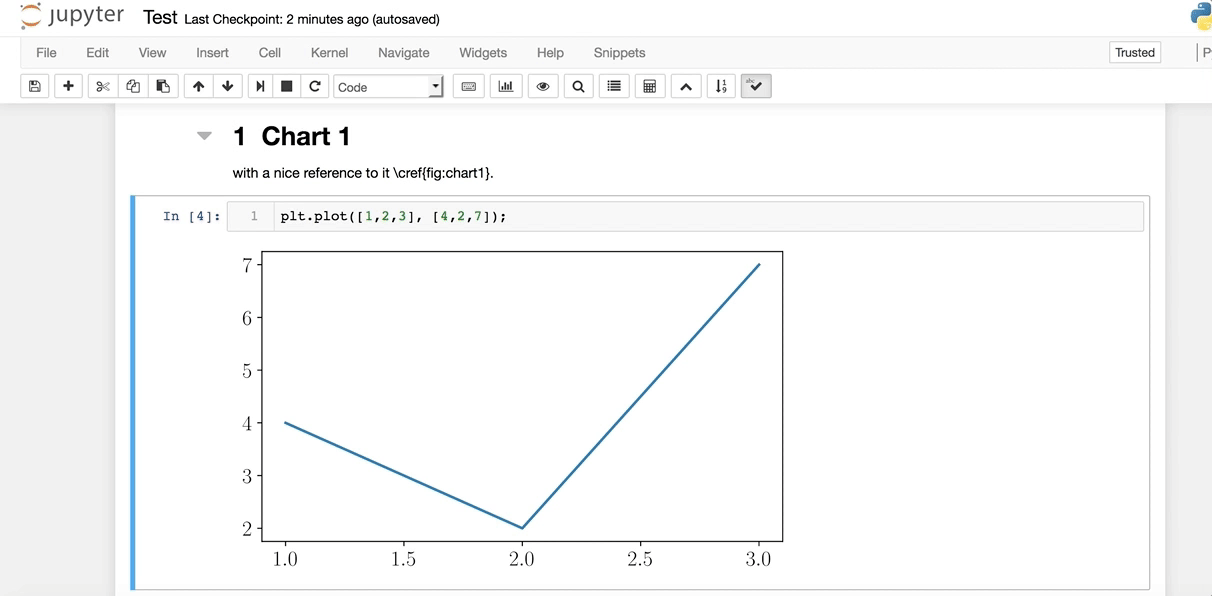 jupyter Test Last Checkpoint: 2 minutes ago (autosaved)
File Edit View Insert Cell Kernel Navigate Widgets Help Snippets Trusted P
Code
1 Chart 1
with a nice reference to it \cref{fig:chart1}.
In [4]: 1 plt.plot([1,2,3], [4,2,7]);
7
6
5
4
3
2
1.0 1.5 2.0 2.5 3.0